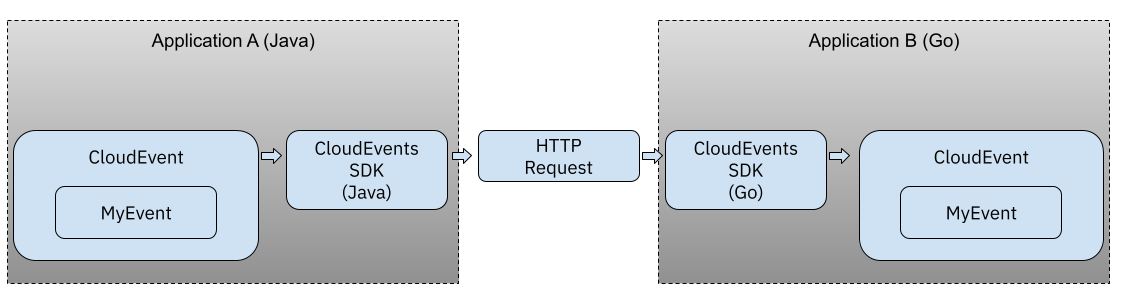 Application A (Java)
CloudEvent
MyEvent
CloudEvents
SDK
(Java)
HTTP
Request
Application B (Go)
CloudEvents
SDK
(Go)
CloudEvent
MyEvent